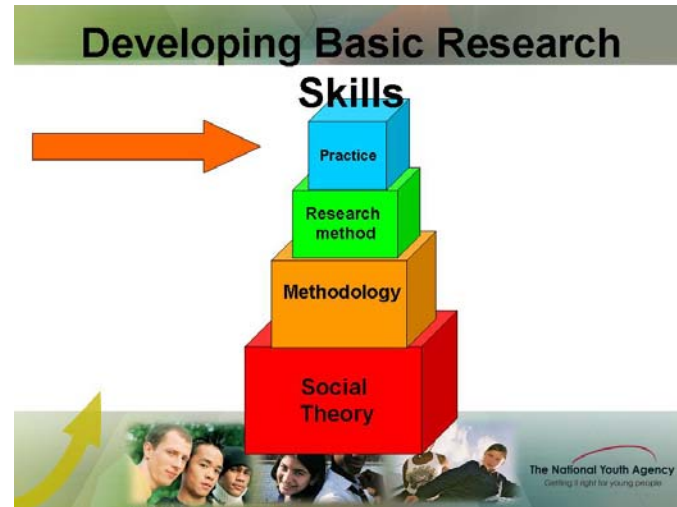 Developing Basic Research
Skills
Practice
Research
method
Methodology
Social
Theory
The National Youth Agency
Getting it right for young people